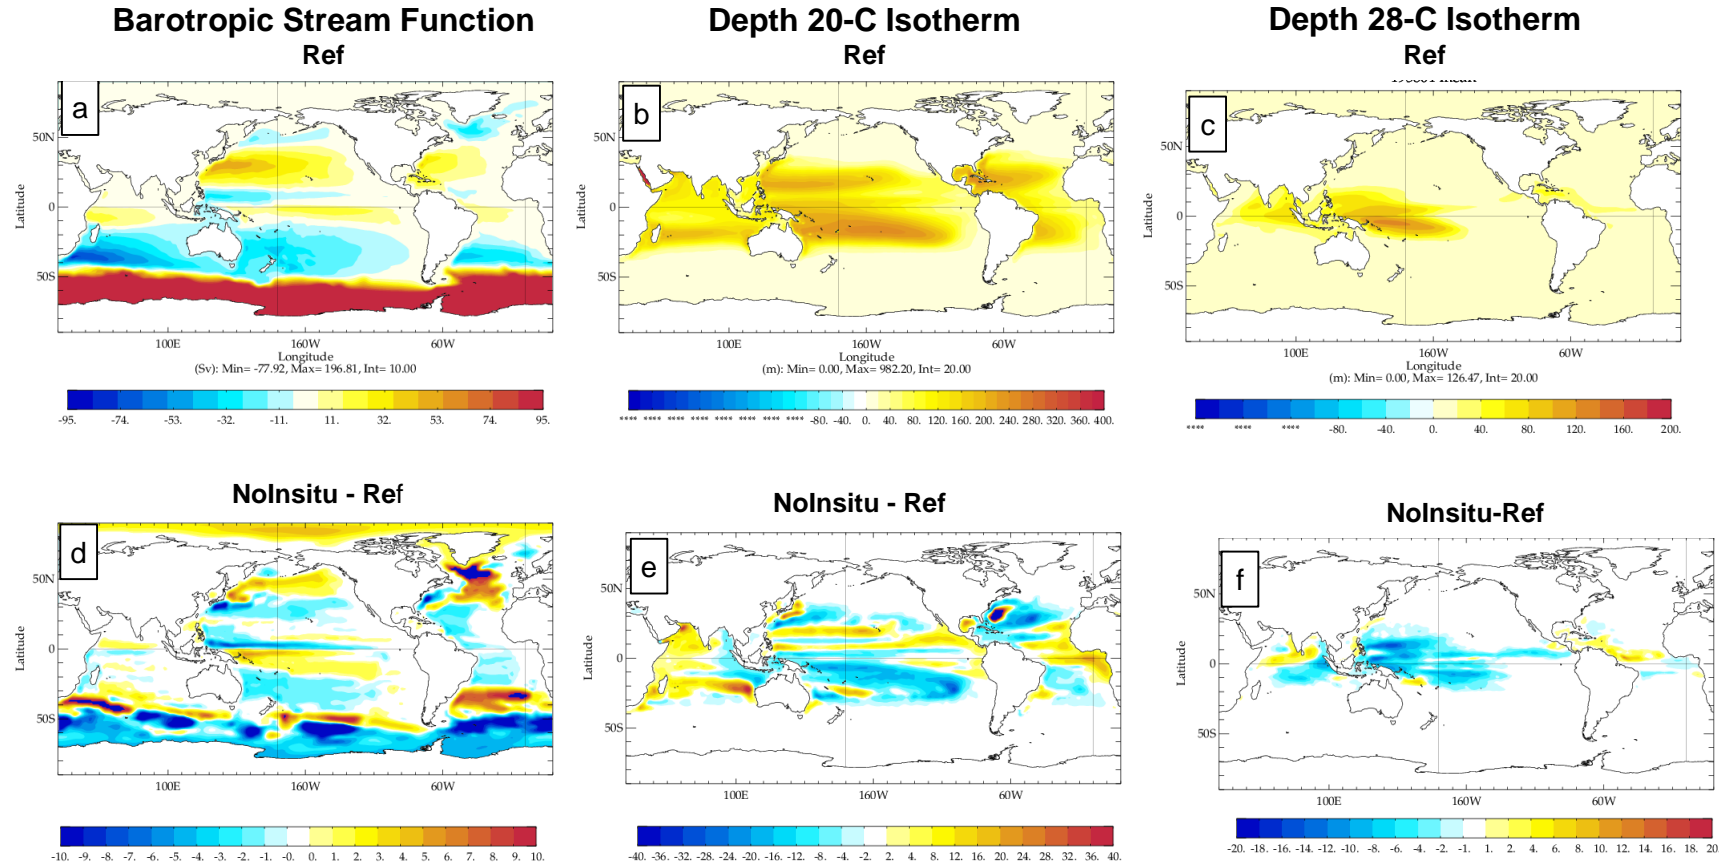 Barotropic Stream Function
Ref
Depth 20-C Isotherm
Ref
Depth 28-C Isotherm
Ref
a
50N
0
50S
Latitude
100E 160W 60W
Longitude
(Sv): Min= -77.92, Max= 196.81, Int= 10.00
-95. -74. -53. -32. -11. 11. 32. 53. 74. 95.
b
50N
0
50S
Latitude
100E 160W 60W
Longitude
(m): Min= 0.00, Max= 982.20, Int= 20.00
**** **** **** **** **** **** **** -80. -40. 0. 40. 80. 120. 160. 200. 240. 280. 320. 360. 400.
c
50N
0
50S
Latitude
100E 160W 60W
Longitude
(m): Min= 0.00, Max= 126.47, Int= 20.00
**** **** **** -80. -40. 0. 40. 80. 120. 160. 200.
NoInsitu - Ref
d
50N
0
50S
Latitude
100E 160W 60W
-10. -9. -8. -7. -6. -5. -4. -3. -2. -1. -0. 0. 1. 2. 3. 4. 5. 6. 7. 8. 9. 10.
NoInsitu - Ref
e
50N
0
50S
Latitude
100E 160W 60W
-40. -36. -32. -28. -24. -20. -16. -12. -8. -4. -2. 2. 4. 8. 12. 16. 20. 24. 28. 32. 36. 40.
NoInsitu-Ref
f
50N
0
50S
Latitude
100E 160W 60W
-20. -18. -16. -14. -12. -10. -8. -6. -4. -2. -1. 1. 2. 4. 6. 8. 10. 12. 14. 16. 18. 20